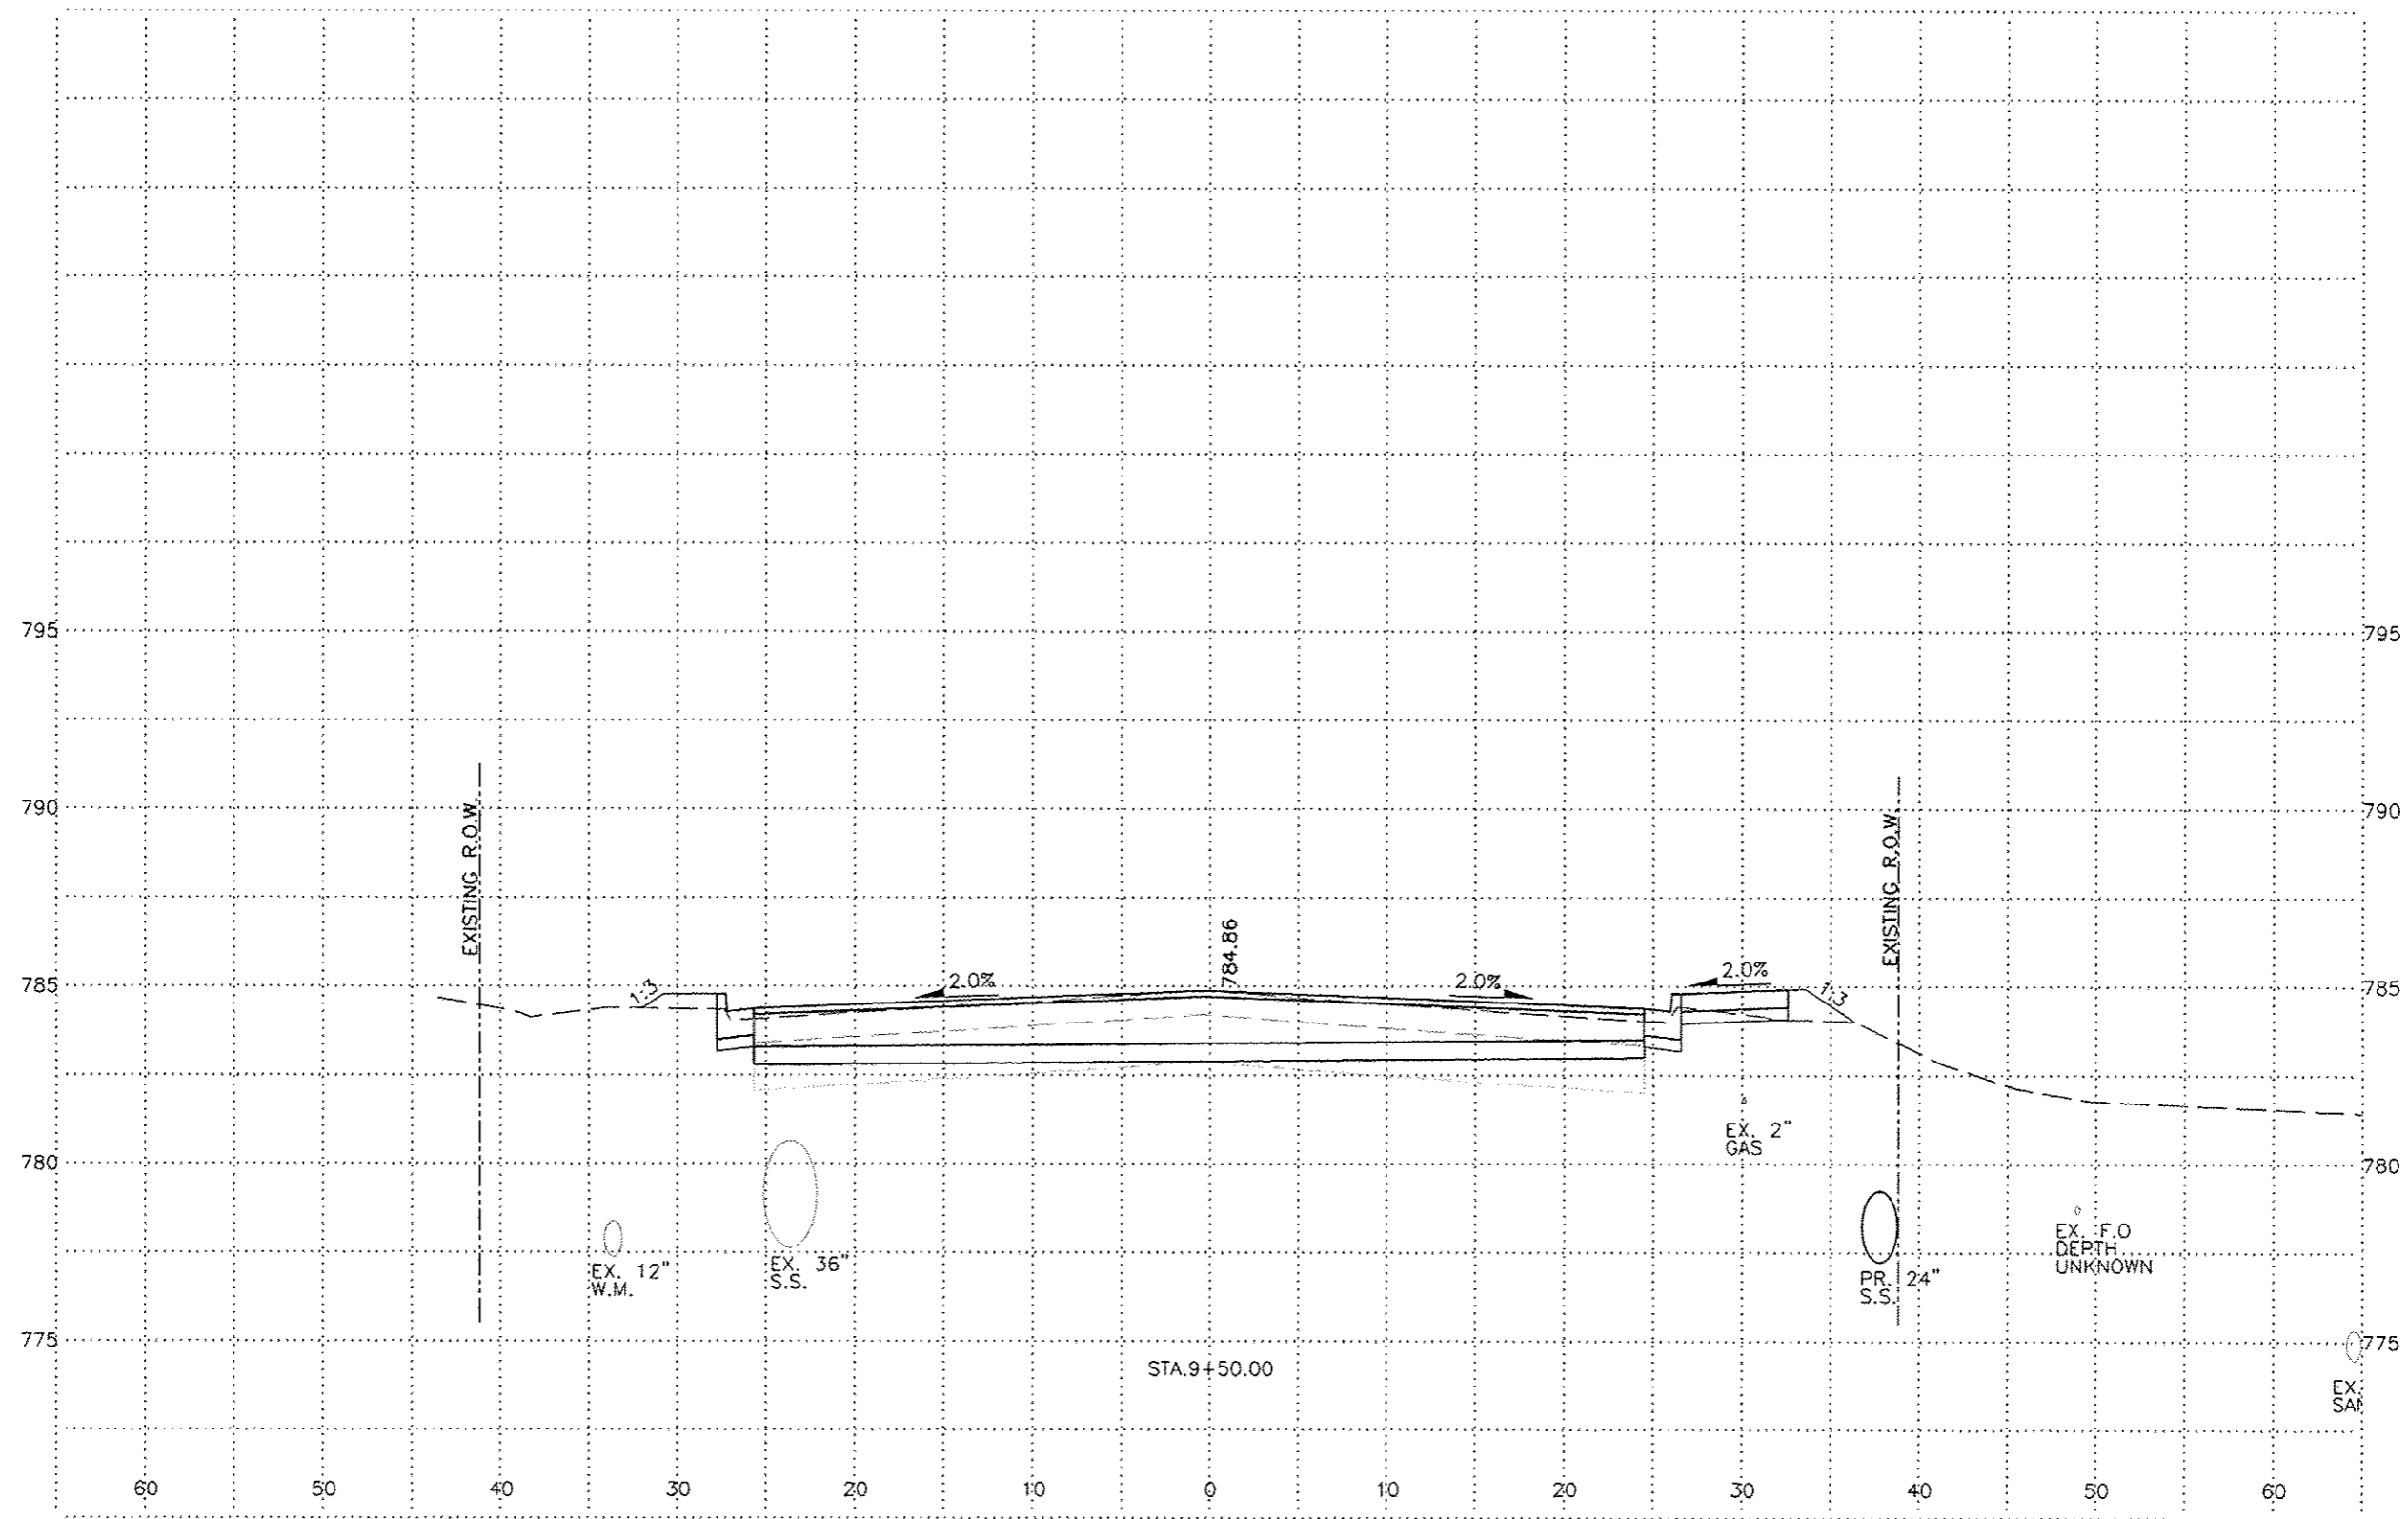 795 795
790 790
EXISTING R.O.W.
EXISTING R.O.W.
784.86
785 785
1:3
2.0%
2.0%
2.0%
1:3
EX. 2"
GAS
780 780
EX. 12"
W.M.
EX. 36"
S.S.
PR. 24"
S.S.
EX. F.O
DEPTH
UNKNOWN
775 775
STA.9+50.00
EX.
SAN
60 50 40 30 20 10 0 10 20 30 40 50 60